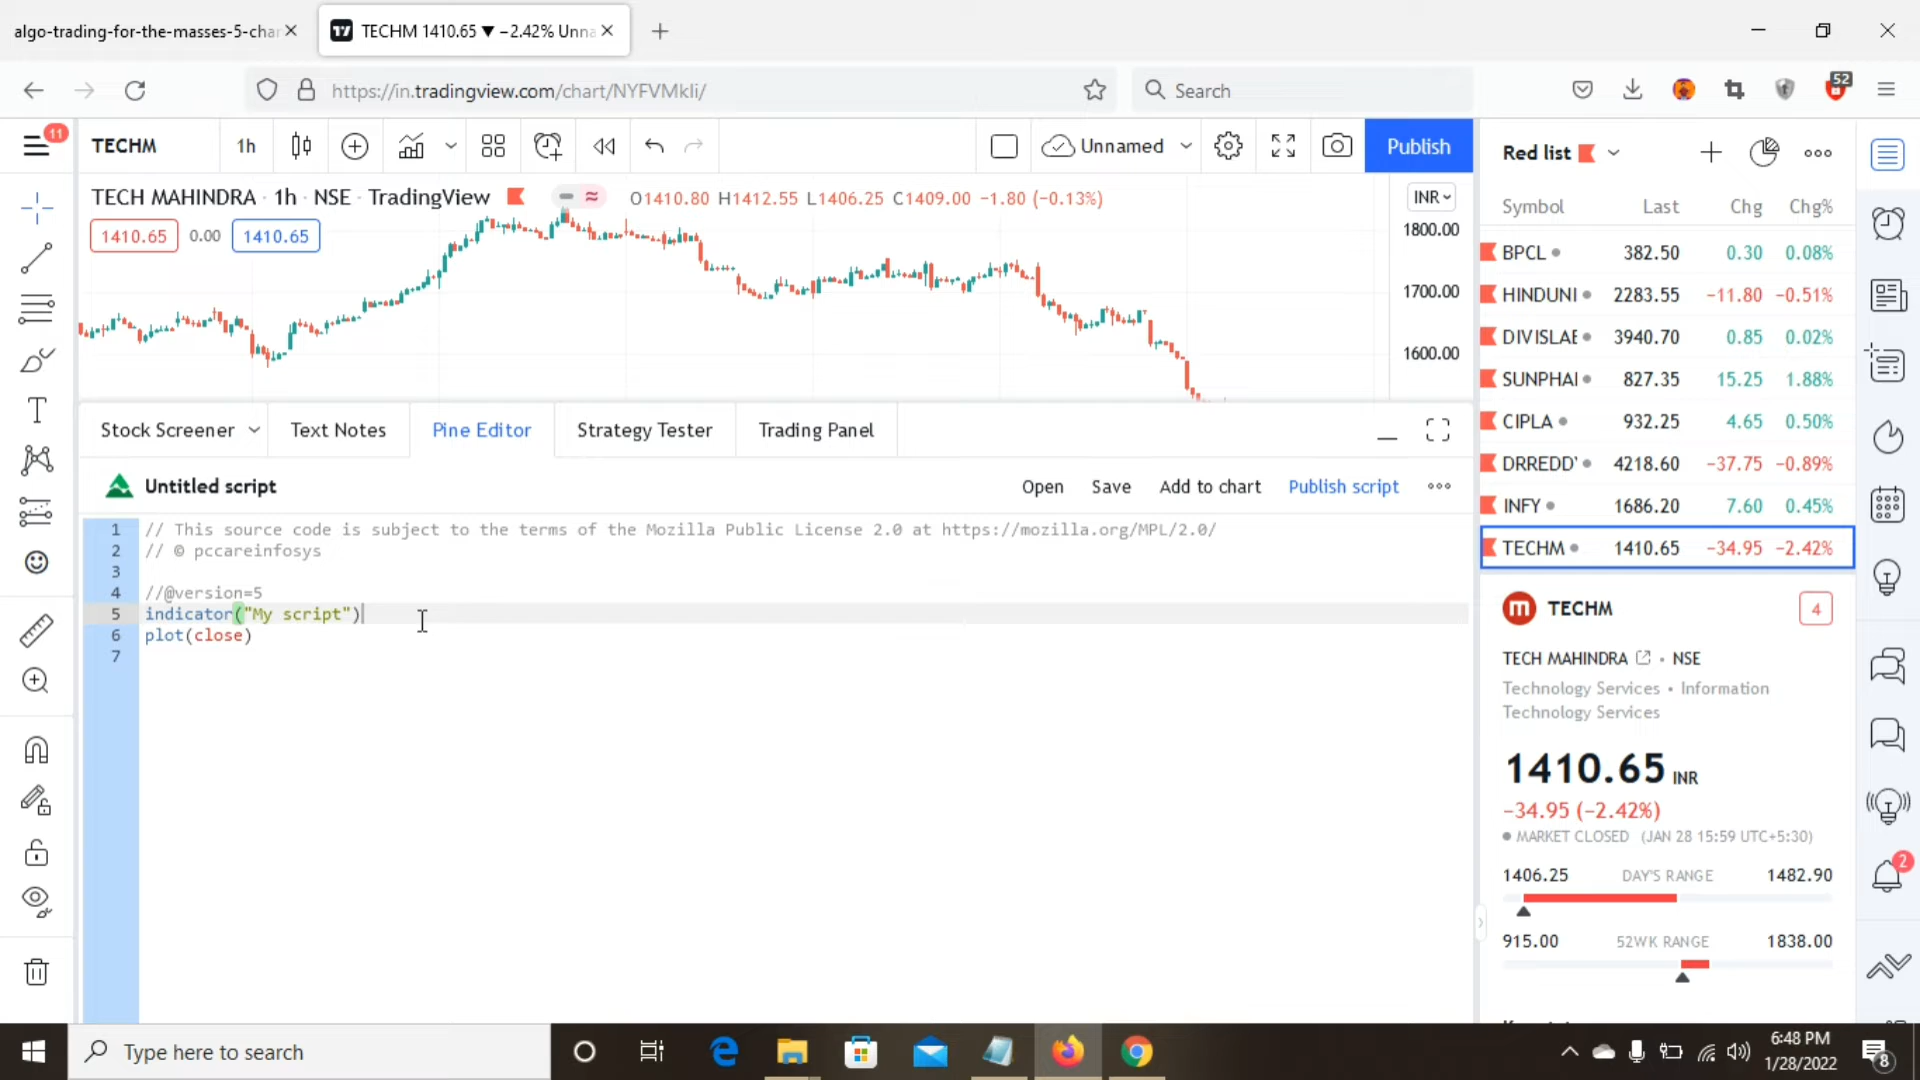 algo-trading-for-the-masses-5-char
TECHM 1410.65 ▼ −2.42% Unna
https://in.tradingview.com/chart/NYFVMkIi/
Search
52
11
TECHM
1h
Unnamed
Publish
Red list
TECH MAHINDRA · 1h · NSE · TradingView
O1410.80 H1412.55 L1406.25 C1409.00 −1.80 (−0.13%)
INR
1410.65 0.00 1410.65
1800.00
1700.00
1600.00
Symbol Last Chg Chg%
BPCL 382.50 0.30 0.08%
HINDUNI 2283.55 −11.80 −0.51%
DIVISLAE 3940.70 0.85 0.02%
SUNPHAI 827.35 15.25 1.88%
CIPLA 932.25 4.65 0.50%
DRREDD' 4218.60 −37.75 −0.89%
INFY 1686.20 7.60 0.45%
TECHM 1410.65 −34.95 −2.42%
Stock Screener Text Notes Pine Editor Strategy Tester Trading Panel
Untitled script
Open Save Add to chart Publish script
1 // This source code is subject to the terms of the Mozilla Public License 2.0 at https://mozilla.org/MPL/2.0/
2 // © pccareinfosys
3
4 //@version=5
5 indicator("My script")
6 plot(close)
7
TECHM
4
TECH MAHINDRA · NSE
Technology Services • Information
Technology Services
1410.65 INR
−34.95 (−2.42%)
MARKET CLOSED (JAN 28 15:59 UTC+5:30)
1406.25 DAY'S RANGE 1482.90
915.00 52WK RANGE 1838.00
2
Type here to search
6:48 PM
1/28/2022
8